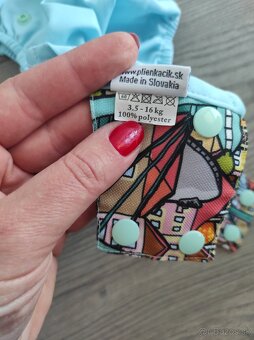 www.plienkacik.sk
Made in Slovakia
3.5 - 16 kg
100% polyester